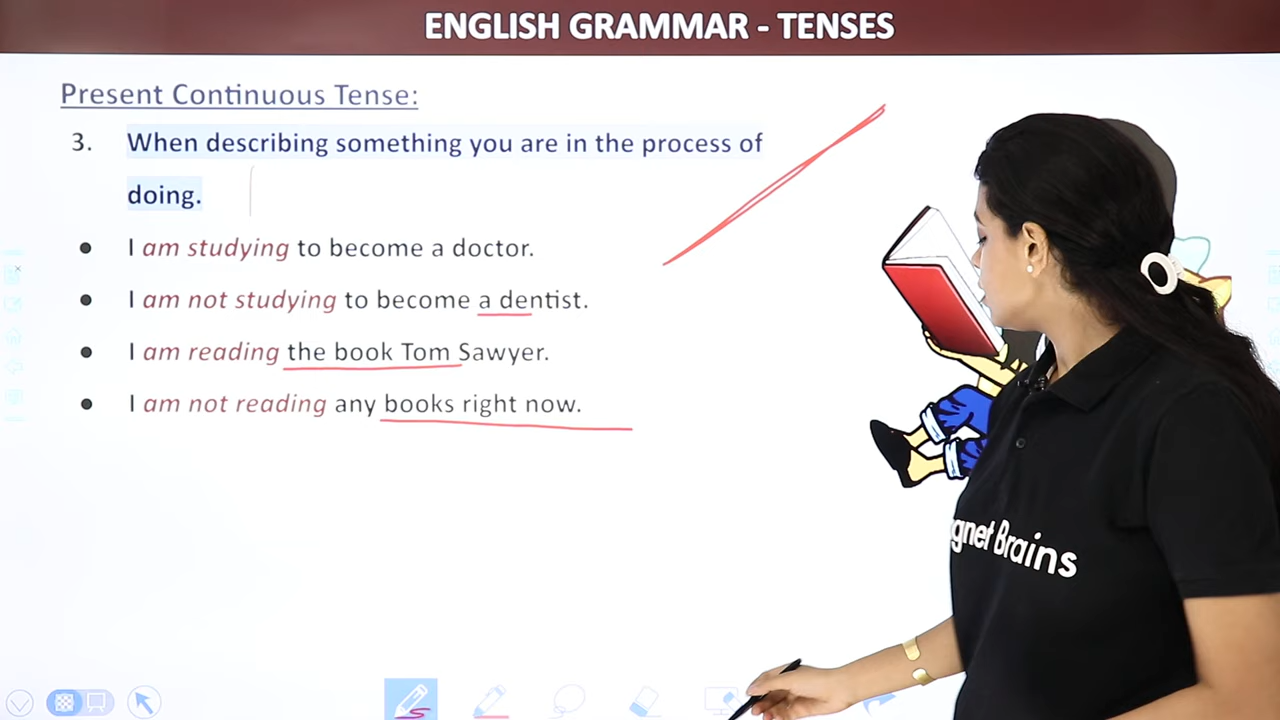 ENGLISH GRAMMAR - TENSES
Present Continuous Tense:
3. When describing something you are in the process of
doing.
● I am studying to become a doctor.
● I am not studying to become a dentist.
● I am reading the book Tom Sawyer.
● I am not reading any books right now.
Brains